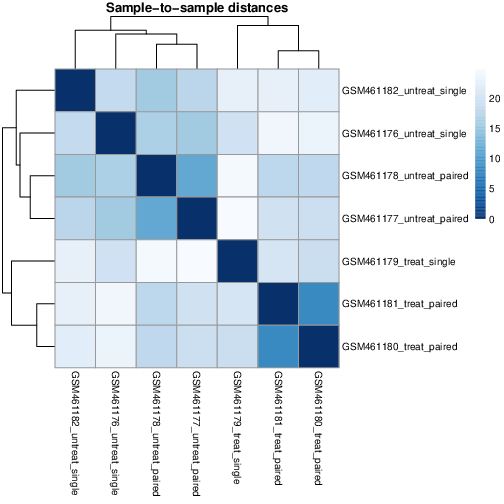 Sample-to-sample distances
GSM461182_untreat_single
GSM461176_untreat_single
GSM461178_untreat_paired
GSM461177_untreat_paired
GSM461179_treat_single
GSM461181_treat_paired
GSM461180_treat_paired
20
15
10
5
0
GSM461182_untreat_single
GSM461176_untreat_single
GSM461178_untreat_paired
GSM461177_untreat_paired
GSM461179_treat_single
GSM461181_treat_paired
GSM461180_treat_paired